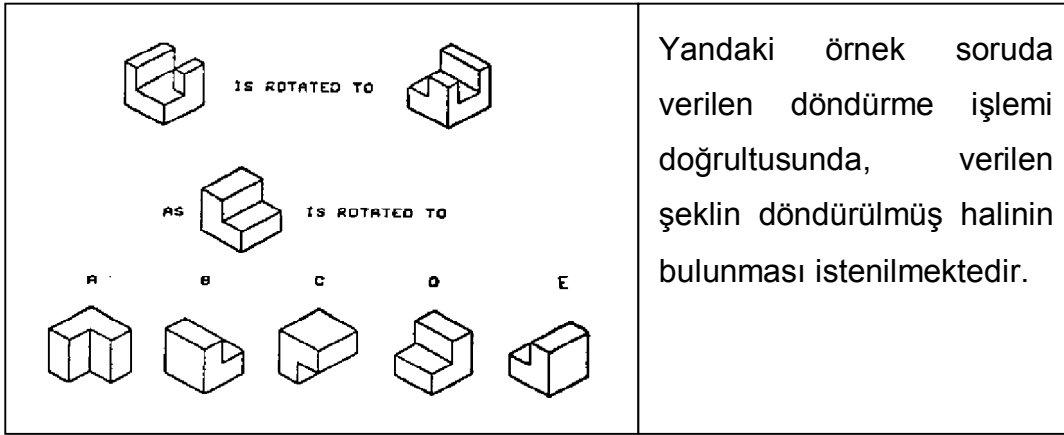 IS ROTATED TO
AS IS ROTATED TO
A B C D E
Yandaki örnek soruda
verilen döndürme işlemi
doğrultusunda, verilen
şeklin döndürülmüş halinin
bulunması istenilmektedir.